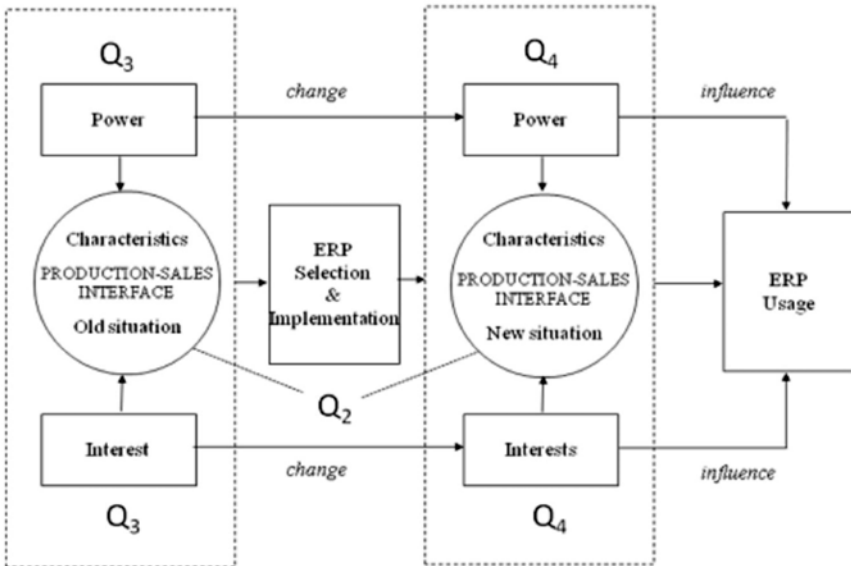 Q3
Q4
change
influence
Power
Power
Characteristics
PRODUCTION-SALES
INTERFACE
Old situation
ERP
Selection
&
Implementation
Characteristics
PRODUCTION-SALES
INTERFACE
New situation
ERP
Usage
Q2
Interest
Interests
change
influence
Q3
Q4